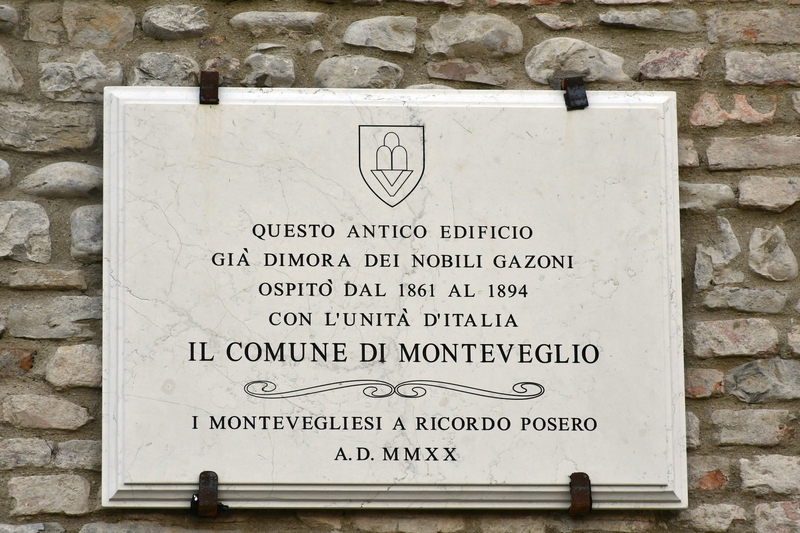 QUESTO ANTICO EDIFICIO
GIÀ DIMORA DEI NOBILI GAZONI
OSPITÒ DAL 1861 AL 1894
CON L'UNITÀ D'ITALIA
IL COMUNE DI MONTEVEGLIO
I MONTEVEGLIESI A RICORDO POSERO
A.D. MMXX